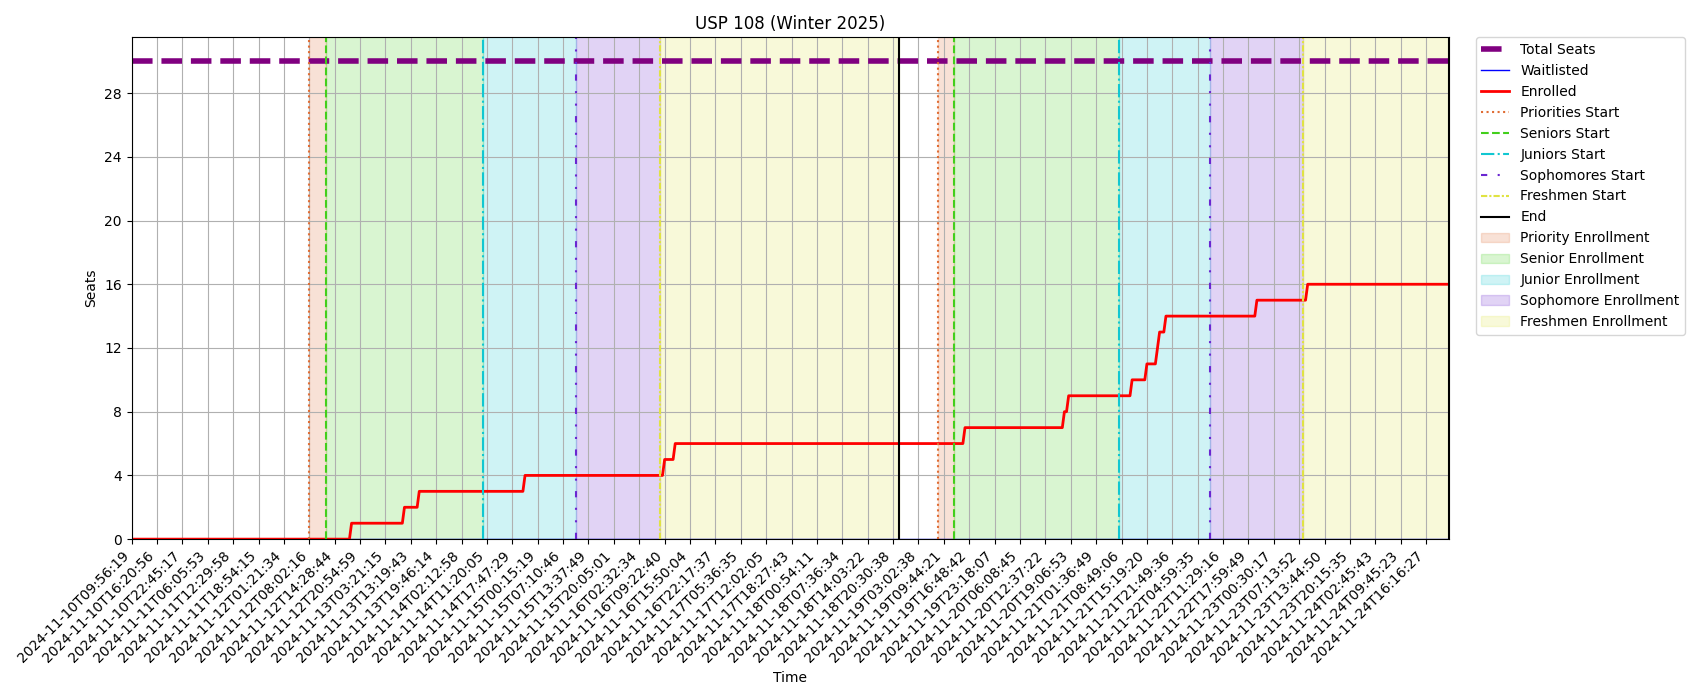 USP 108 (Winter 2025)
Total Seats
Waitlisted
Enrolled
Priorities Start
Seniors Start
Juniors Start
Sophomores Start
Freshmen Start
End
Priority Enrollment
Senior Enrollment
Junior Enrollment
Sophomore Enrollment
Freshmen Enrollment
Seats
28
24
20
16
12
8
4
0
2024-11-10T09:56:19
2024-11-10T16:20:56
2024-11-10T22:45:17
2024-11-11T06:05:53
2024-11-11T12:29:58
2024-11-11T18:54:15
2024-11-12T01:21:34
2024-11-12T08:02:16
2024-11-12T14:28:44
2024-11-12T20:54:59
2024-11-13T03:21:15
2024-11-13T13:19:43
2024-11-13T19:46:14
2024-11-14T02:12:58
2024-11-14T11:20:05
2024-11-14T17:47:29
2024-11-15T00:15:19
2024-11-15T07:10:46
2024-11-15T13:37:49
2024-11-15T20:05:01
2024-11-16T02:32:34
2024-11-16T09:22:40
2024-11-16T15:50:04
2024-11-16T22:17:37
2024-11-17T05:36:35
2024-11-17T12:02:05
2024-11-17T18:27:43
2024-11-18T00:54:11
2024-11-18T07:36:34
2024-11-18T14:03:22
2024-11-18T20:30:38
2024-11-19T03:02:38
2024-11-19T09:44:21
2024-11-19T16:48:42
2024-11-19T23:18:07
2024-11-20T06:08:45
2024-11-20T12:37:22
2024-11-20T19:06:53
2024-11-21T01:36:49
2024-11-21T08:49:06
2024-11-21T15:19:20
2024-11-21T21:49:36
2024-11-22T04:59:35
2024-11-22T11:29:16
2024-11-22T17:59:49
2024-11-23T00:30:17
2024-11-23T07:13:52
2024-11-23T13:44:50
2024-11-23T20:15:35
2024-11-24T02:45:43
2024-11-24T09:45:23
2024-11-24T16:16:27
Time